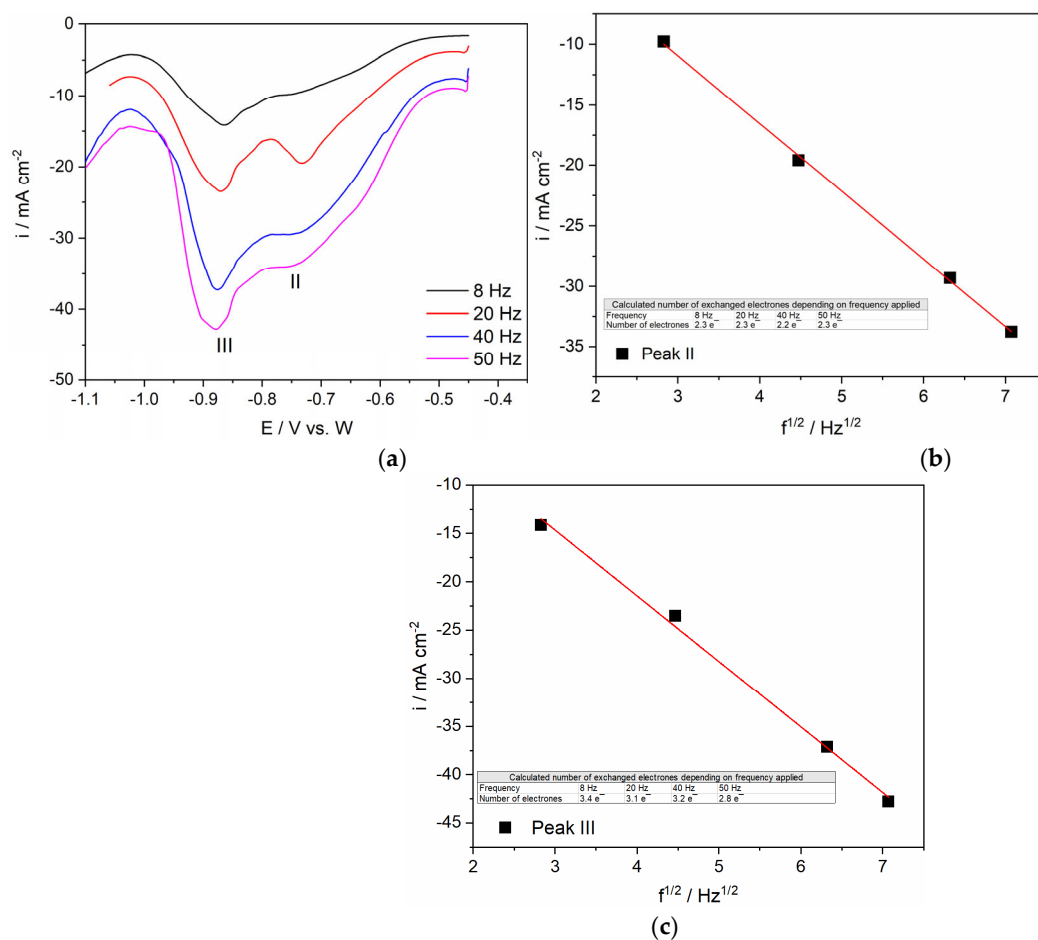 0
-10
-20
-30
-40
-50
i / mA cm⁻²
-1.1 -1.0 -0.9 -0.8 -0.7 -0.6 -0.5 -0.4
E / V vs. W
II
III
8 Hz
20 Hz
40 Hz
50 Hz
(a)
-10
-15
-20
-25
-30
-35
i / mA cm⁻²
Calculated number of exchanged electrones depending on frequency applied
Frequency 8 Hz 20 Hz 40 Hz 50 Hz
Number of electrones 2.3 e⁻ 2.3 e⁻ 2.2 e⁻ 2.3 e⁻
Peak II
2 3 4 5 6 7
f^1/2 / Hz^1/2
(b)
-10
-15
-20
-25
-30
-35
-40
-45
i / mA cm⁻²
Calculated number of exchanged electrones depending on frequency applied
Frequency 8 Hz 20 Hz 40 Hz 50 Hz
Number of electrones 3.4 e⁻ 3.1 e⁻ 3.2 e⁻ 2.8 e⁻
Peak III
2 3 4 5 6 7
f^1/2 / Hz^1/2
(c)